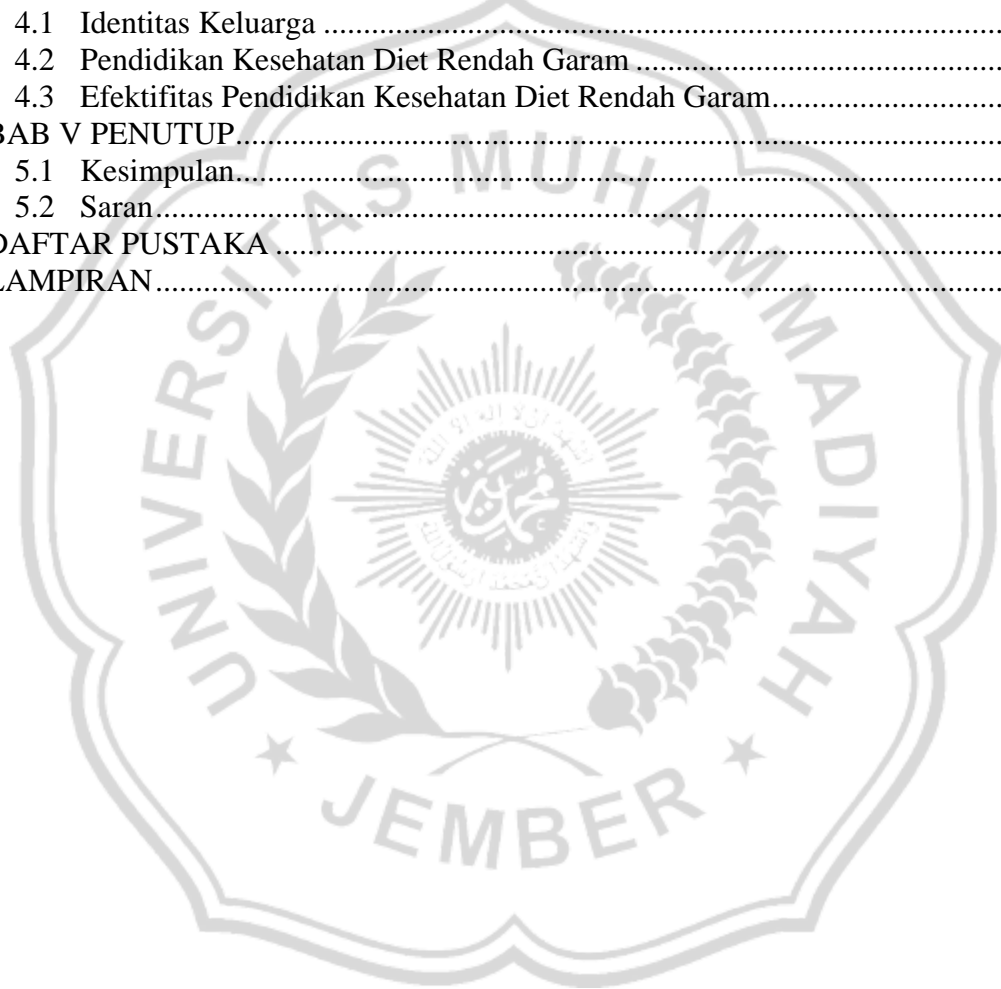 4.1 Identitas Keluarga ........................................................................
4.2 Pendidikan Kesehatan Diet Rendah Garam ........................................
4.3 Efektifitas Pendidikan Kesehatan Diet Rendah Garam........................
BAB V PENUTUP................................................................................
5.1 Kesimpulan....................................................................................
5.2 Saran.............................................................................................
DAFTAR PUSTAKA ............................................................................
LAMPIRAN.........................................................................................
UNIVERSITAS MUHAMMADIYAH
JEMBER